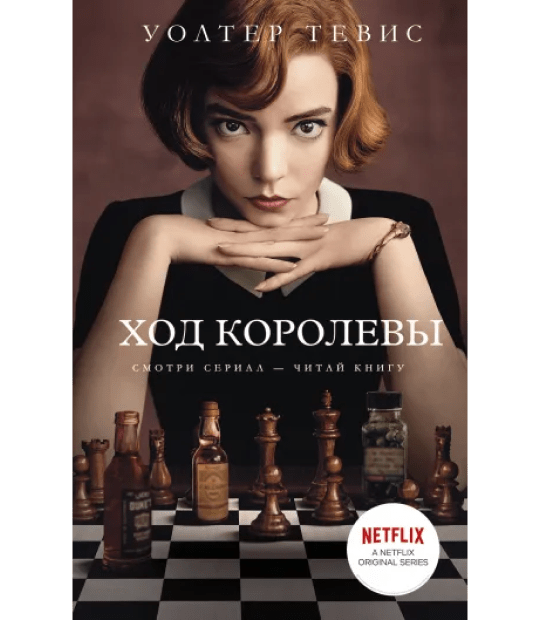 УОЛТЕР ТЕВИС
ХОД КОРОЛЕВЫ
СМОТРИ СЕРИАЛ — ЧИТАЙ КНИГУ
NETFLIX
A NETFLIX
ORIGINAL SERIES